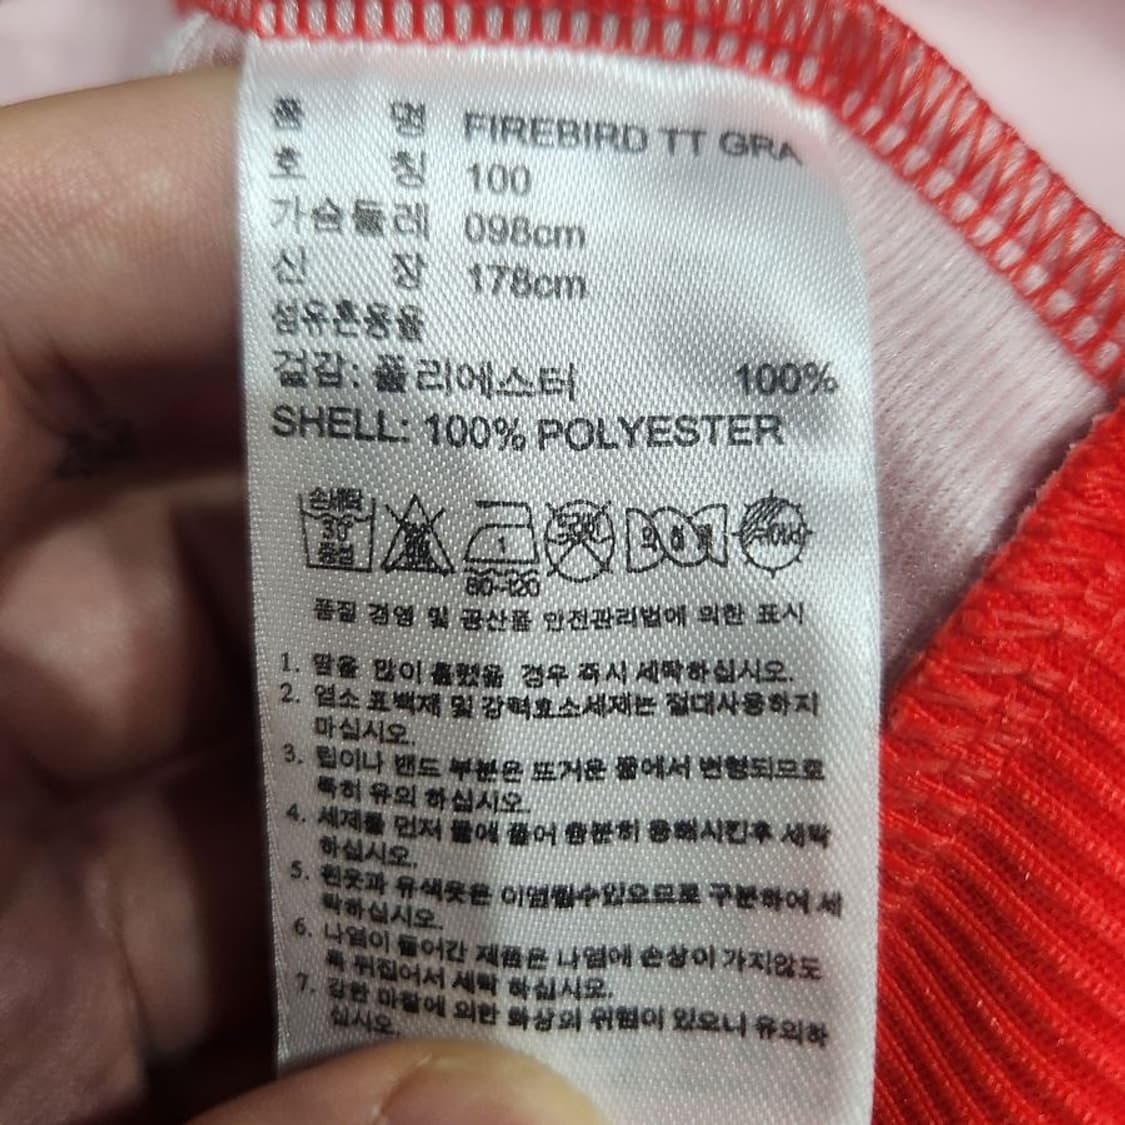 품 명 FIREBIRD TT GRA
호 칭 100
가슴둘레 098cm
신 장 178cm
섬유혼용율
겉감: 폴리에스터 100%
SHELL: 100% POLYESTER
손세탁
30°
중성
80~120
품질 경영 및 공산품 안전관리법에 의한 표시
1. 땀을 많이 흘렸을 경우 즉시 세탁하십시오.
2. 염소 표백제 및 강력효소세제는 절대사용하지
마십시오.
3. 립이나 밴드 부분은 뜨거운 물에서 변형되므로
특히 유의 하십시오.
4. 세제를 먼저 물에 풀어 충분히 용해시킨후 세탁
하십시오.
5. 흰옷과 유색옷은 이염될수있으므로 구분하여 세
탁하십시오.
6. 나염이 들어간 제품은 나염에 손상이 가지않도
록 뒤집어서 세탁 하십시오.
7. 강한 마찰에 의한 화상의 위험이 있으니 유의하
십시오.